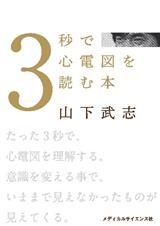 3秒で
心電図を
読む本
山下武志
たった3秒で、
心電図を理解する。
意識を変える事で、
いままで見えなかったものが
見えてくる。
メディカルサイエンス社